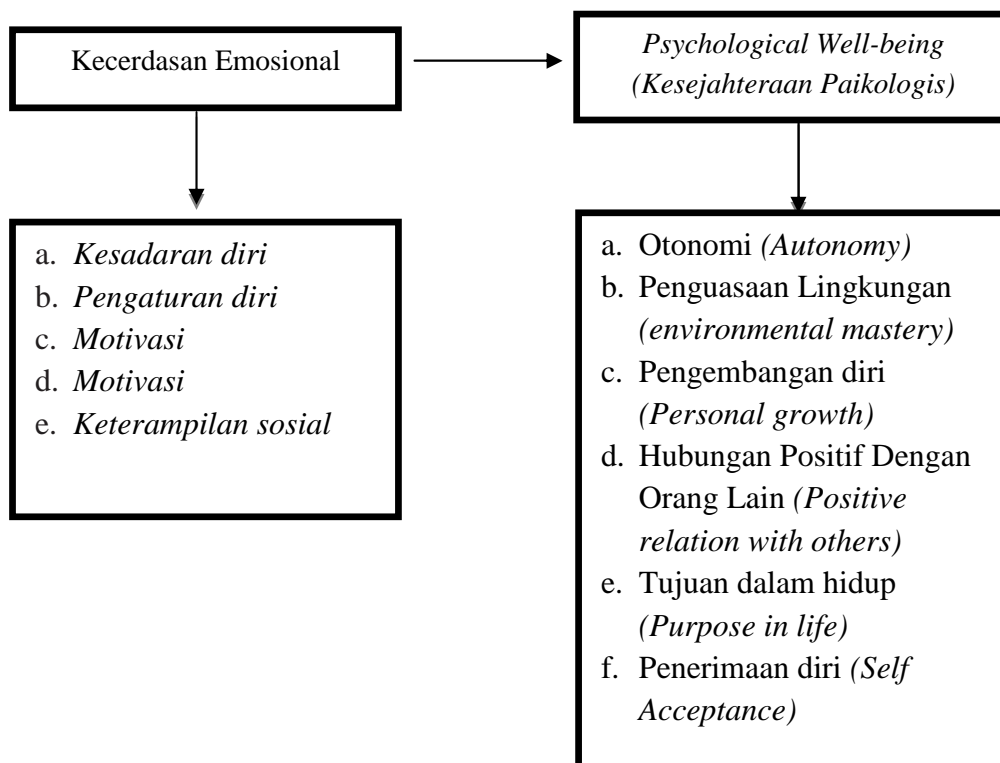 Kecerdasan Emosional
Psychological Well-being
(Kesejahteraan Paikologis)
a. Kesadaran diri
b. Pengaturan diri
c. Motivasi
d. Motivasi
e. Keterampilan sosial
a. Otonomi (Autonomy)
b. Penguasaan Lingkungan
(environmental mastery)
c. Pengembangan diri
(Personal growth)
d. Hubungan Positif Dengan
Orang Lain (Positive
relation with others)
e. Tujuan dalam hidup
(Purpose in life)
f. Penerimaan diri (Self
Acceptance)